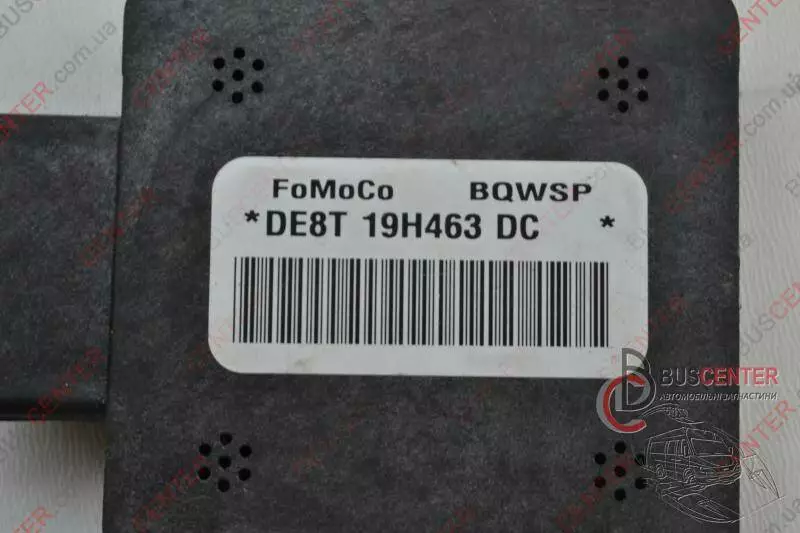 FoMoCo BQWSP
*DE8T 19H463 DC *
BUSCENTER
АВТОМОБІЛЬНІ ЗАПЧАСТИНИ